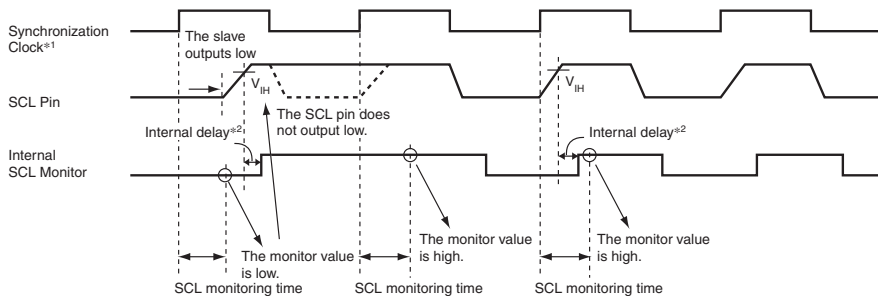 Synchronization
Clock*1
The slave
outputs low
SCL Pin
VIH
The SCL pin does
not output low.
VIH
Internal delay*2
Internal delay*2
Internal
SCL Monitor
The monitor value
is low.
The monitor value
is high.
The monitor value
is high.
SCL monitoring time
SCL monitoring time
SCL monitoring time